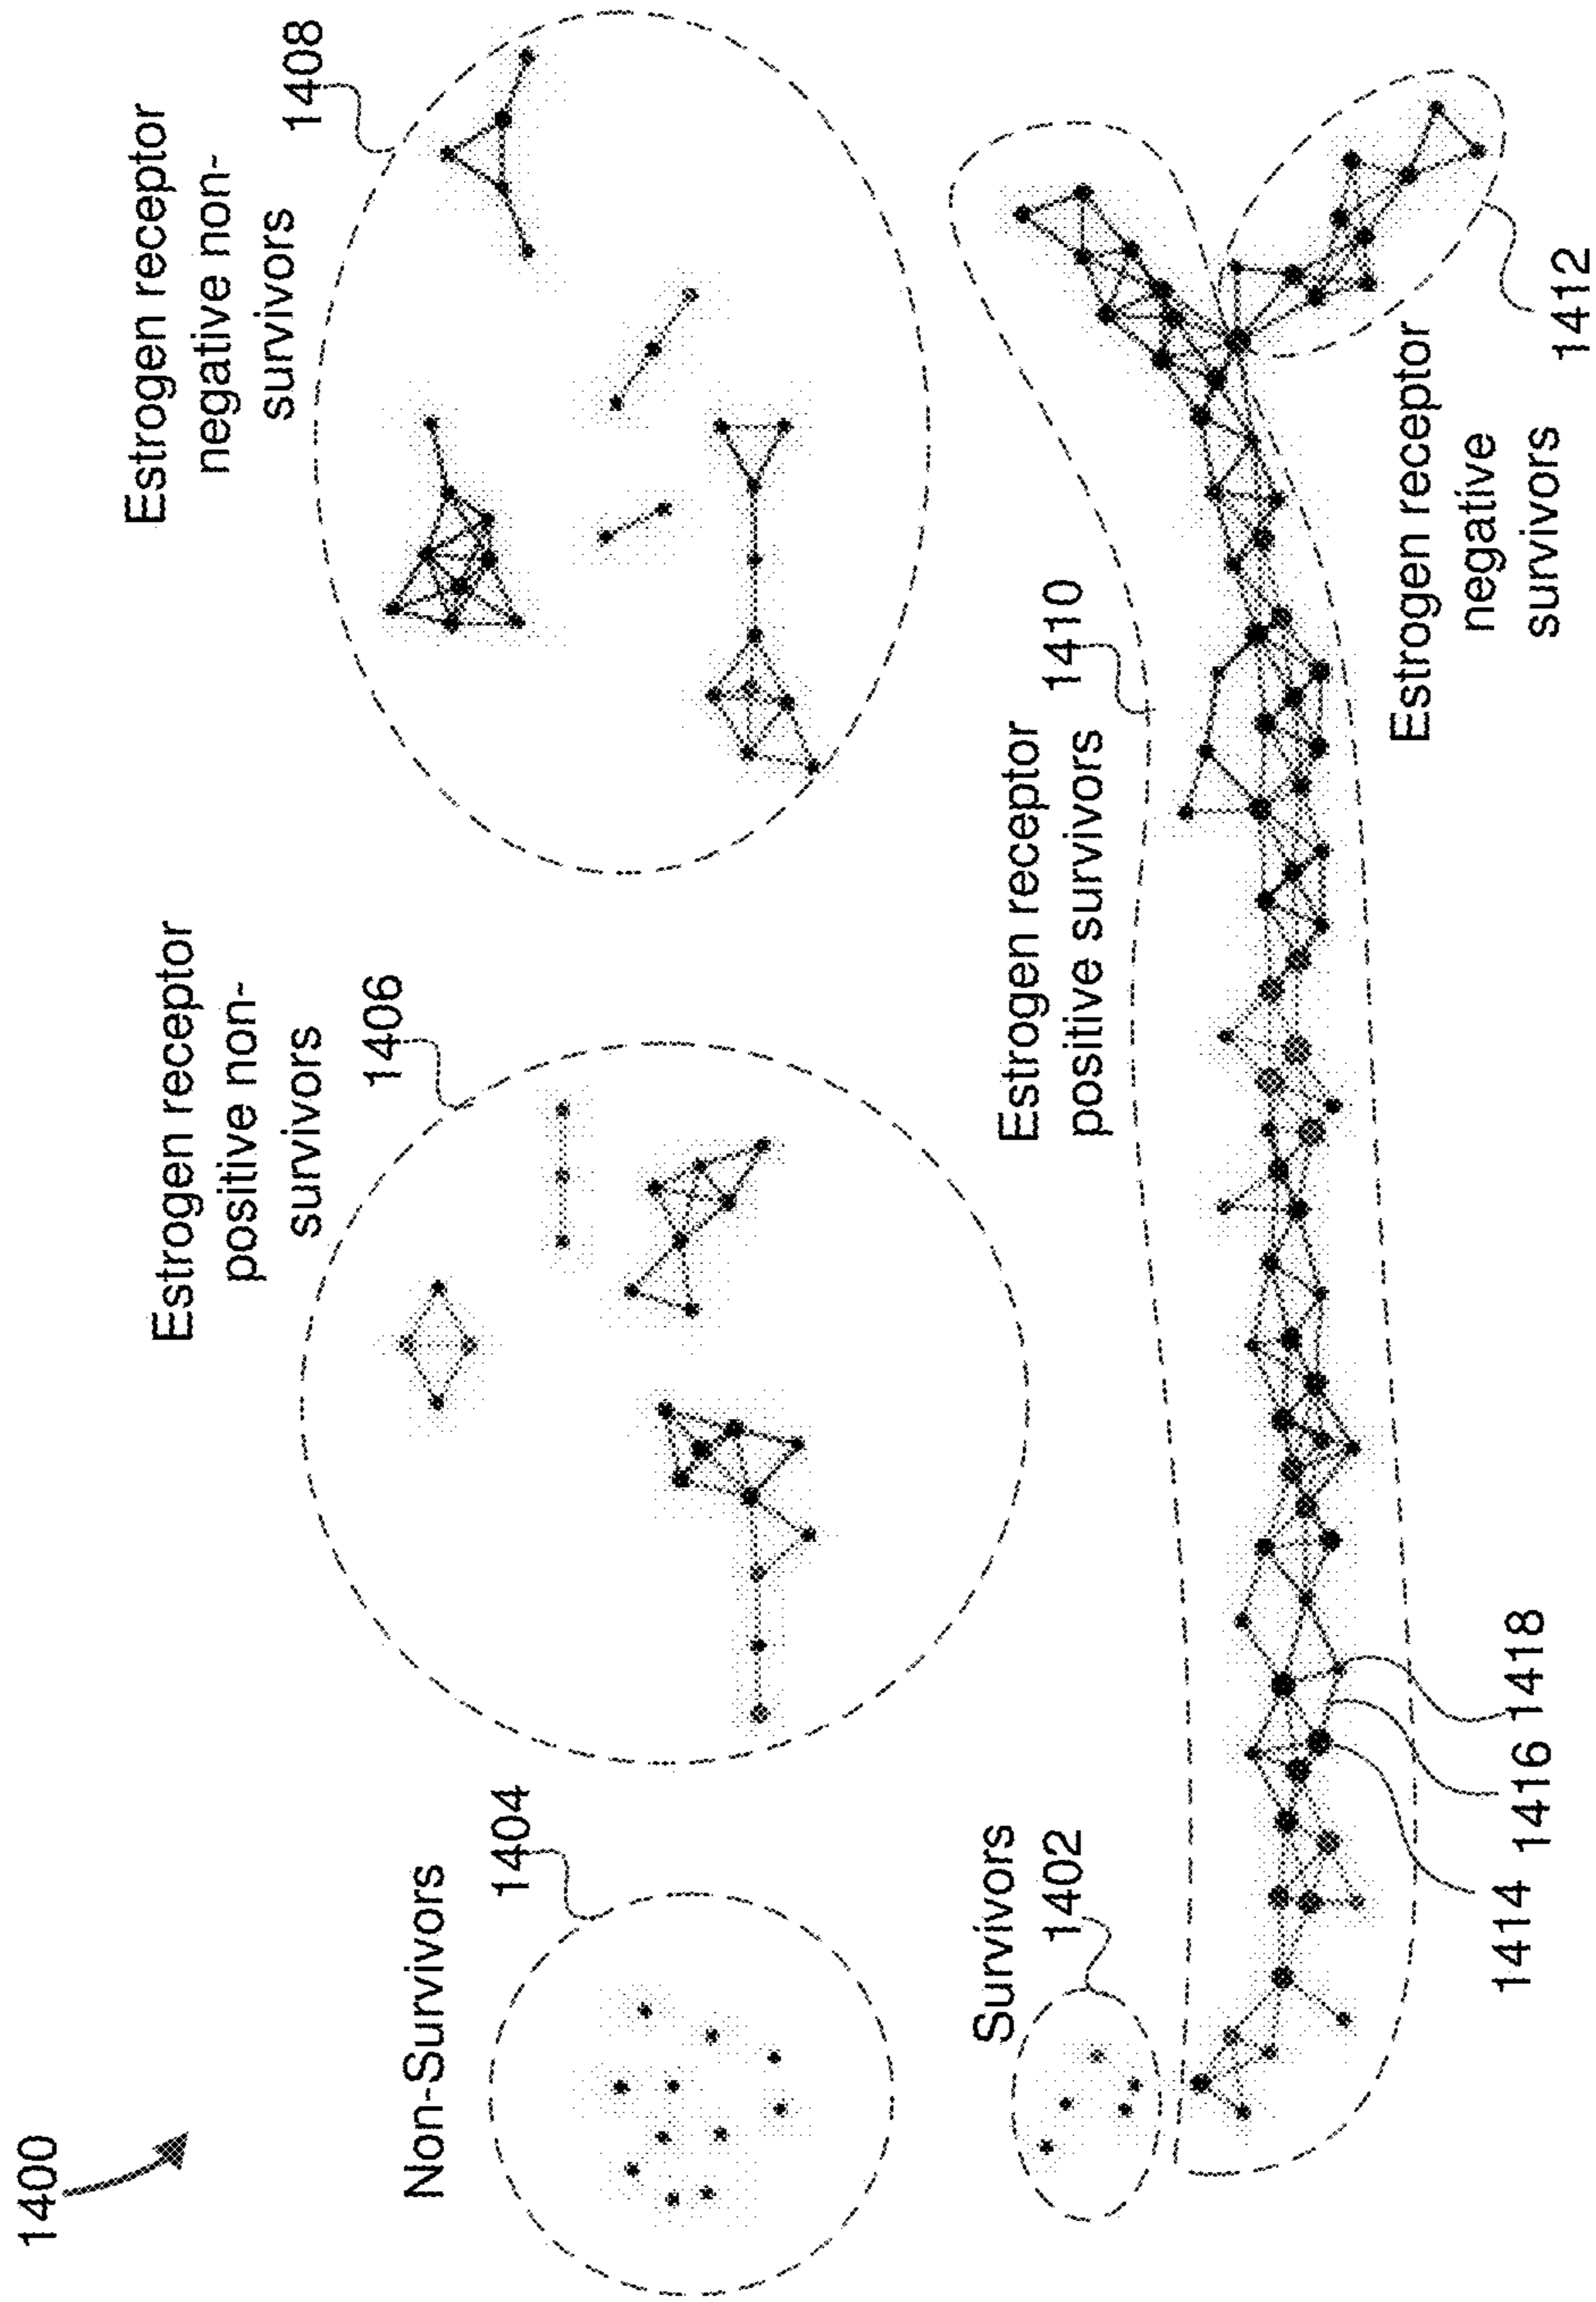 1400
Non-Survivors
1404
Estrogen receptor
positive non-
survivors
1406
Estrogen receptor
negative non-
survivors
1408
Survivors
1402
Estrogen receptor
positive survivors
1410
1414
1416
1418
Estrogen receptor
negative
survivors
1412